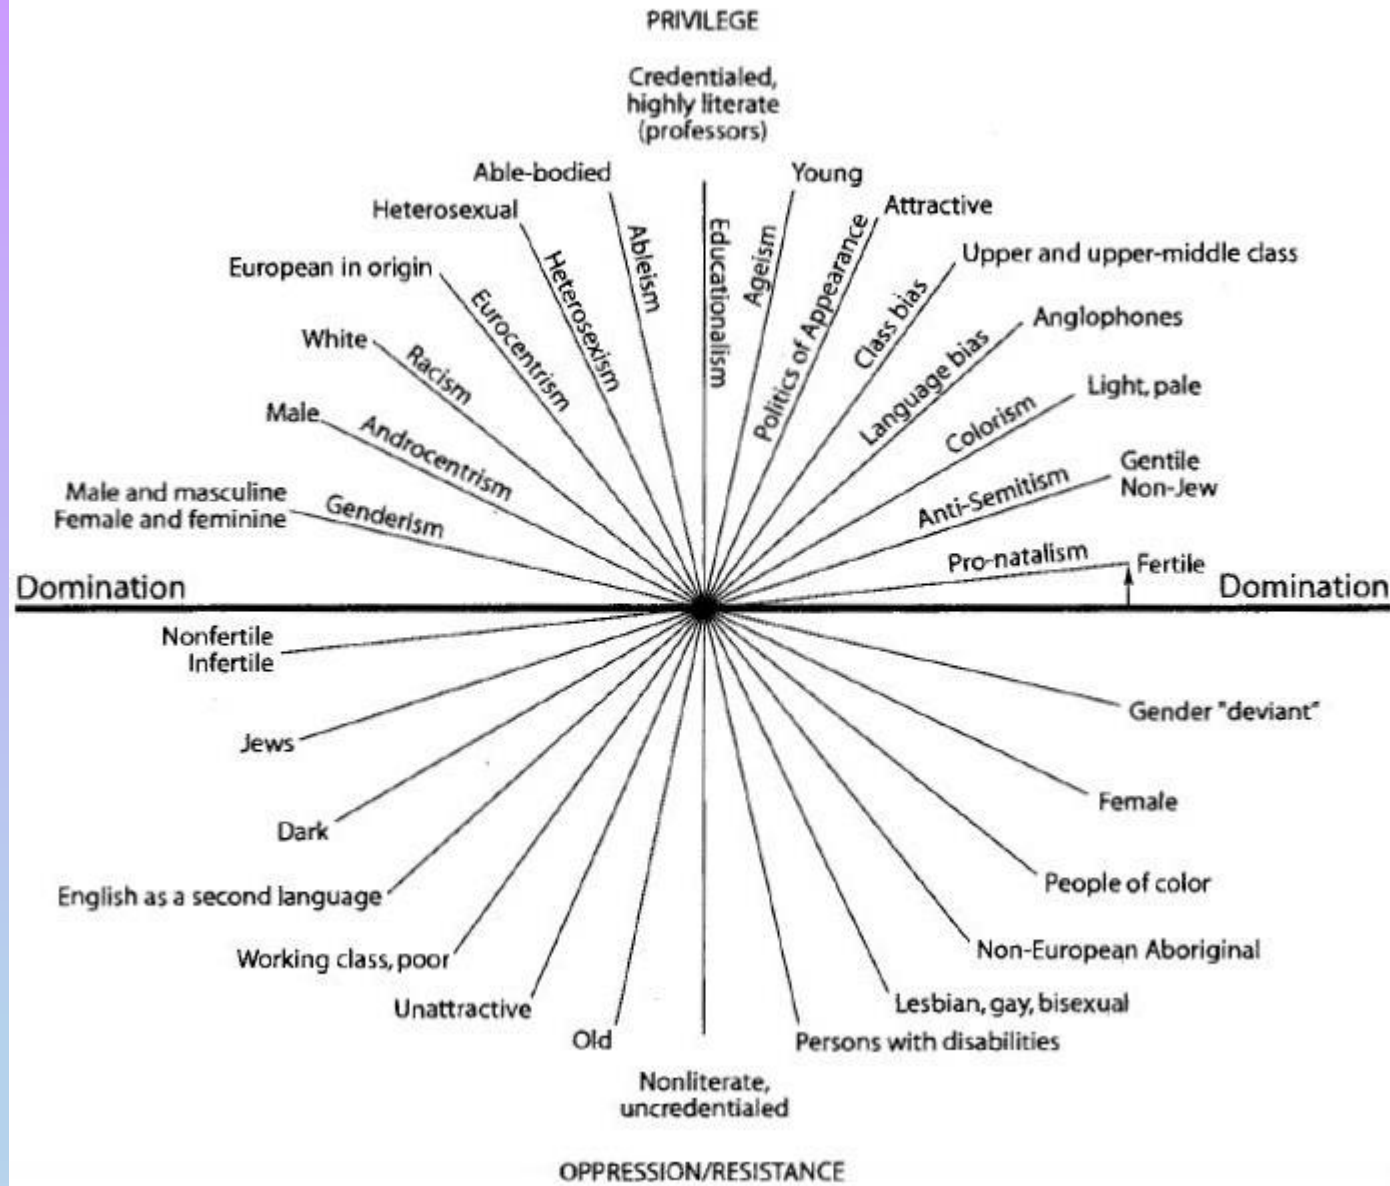 PRIVILEGE
Credentialed,
highly literate
(professors)
Able-bodied
Young
Heterosexual
Attractive
European in origin
Upper and upper-middle class
White
Anglophones
Male
Light, pale
Male and masculine
Female and feminine
Gentile
Non-Jew
Fertile
Genderism
Androcentrism
Racism
Eurocentrism
Heterosexism
Ableism
Educationalism
Ageism
Politics of Appearance
Class bias
Language bias
Colorism
Anti-Semitism
Pro-natalism
Domination
Domination
Nonfertile
Infertile
Gender "deviant"
Jews
Female
Dark
People of color
English as a second language
Non-European Aboriginal
Working class, poor
Lesbian, gay, bisexual
Unattractive
Persons with disabilities
Old
Nonliterate,
uncredentialed
OPPRESSION/RESISTANCE